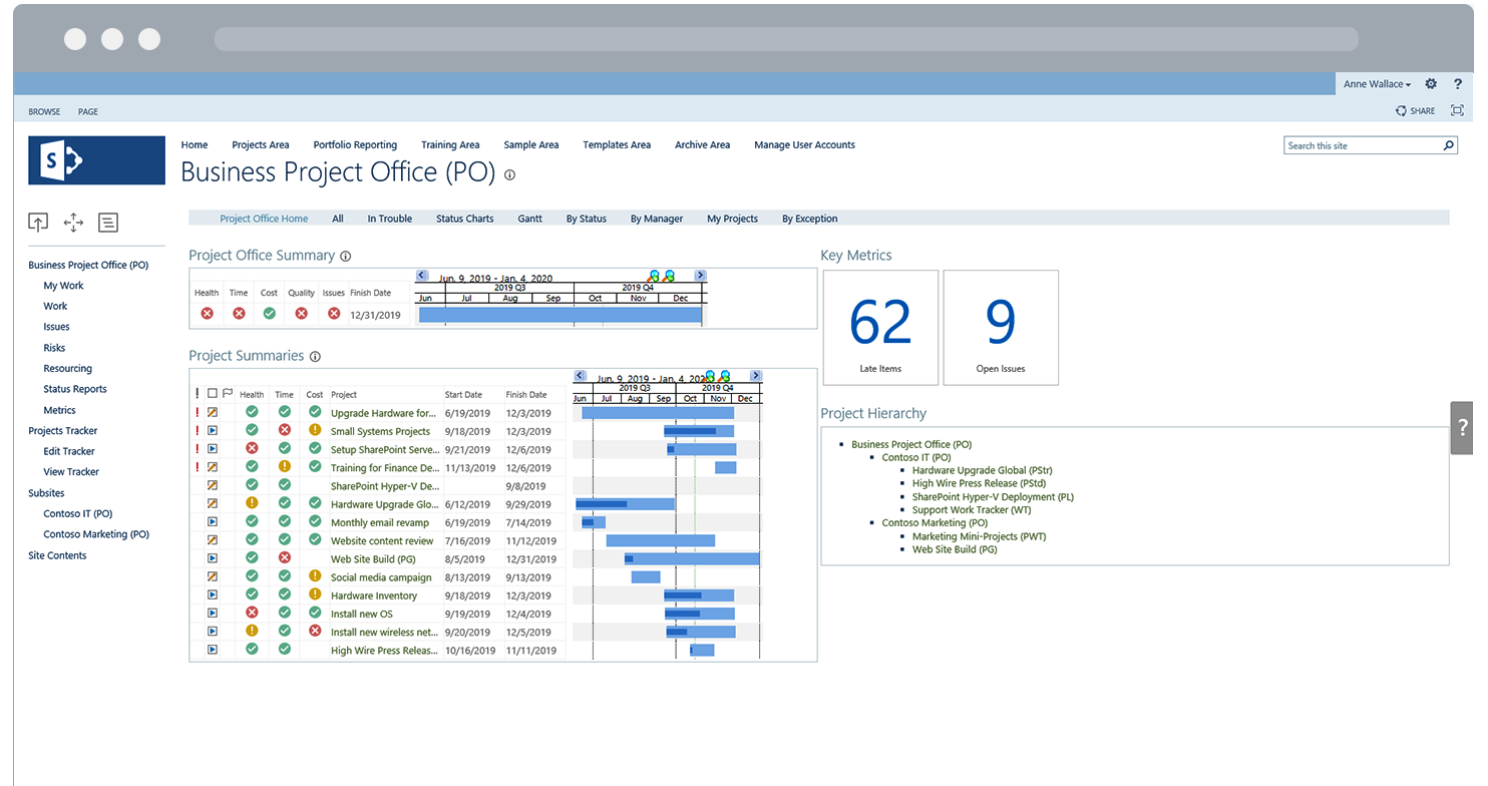 Anne Wallace
?
BROWSE PAGE
SHARE
S
Home Projects Area Portfolio Reporting Training Area Sample Area Templates Area Archive Area Manage User Accounts
Search this site
Business Project Office (PO)
Project Office Home All In Trouble Status Charts Gantt By Status By Manager My Projects By Exception
Business Project Office (PO)
My Work
Work
Issues
Risks
Resourcing
Status Reports
Metrics
Projects Tracker
Edit Tracker
View Tracker
Subsites
Contoso IT (PO)
Contoso Marketing (PO)
Site Contents
Project Office Summary
Jun. 9, 2019 - Jan. 4, 2020
2019 Q3 2019 Q4
Health Time Cost Quality Issues Finish Date Jun Jul Aug Sep Oct Nov Dec
12/31/2019
Project Summaries
Jun. 9, 2019 - Jan. 4, 202
2019 Q3 2019 Q4
! Health Time Cost Project Start Date Finish Date Jun Jul Aug Sep Oct Nov Dec
! ! Upgrade Hardware for... 6/19/2019 12/3/2019
! Small Systems Projects 9/18/2019 12/3/2019
! Setup SharePoint Serve... 9/21/2019 12/6/2019
! Training for Finance De... 11/13/2019 12/6/2019
SharePoint Hyper-V De... 9/8/2019
Hardware Upgrade Glo... 6/12/2019 9/29/2019
Monthly email revamp 6/19/2019 7/14/2019
Website content review 7/16/2019 11/12/2019
Web Site Build (PG) 8/5/2019 12/31/2019
Social media campaign 8/13/2019 9/13/2019
Hardware Inventory 9/18/2019 12/3/2019
Install new OS 9/19/2019 12/4/2019
Install new wireless net... 9/20/2019 12/5/2019
High Wire Press Releas... 10/16/2019 11/11/2019
Key Metrics
62 9
Late Items Open Issues
Project Hierarchy
Business Project Office (PO)
Contoso IT (PO)
Hardware Upgrade Global (PStr)
High Wire Press Release (PStd)
SharePoint Hyper-V Deployment (PL)
Support Work Tracker (WT)
Contoso Marketing (PO)
Marketing Mini-Projects (PWT)
Web Site Build (PG)
?